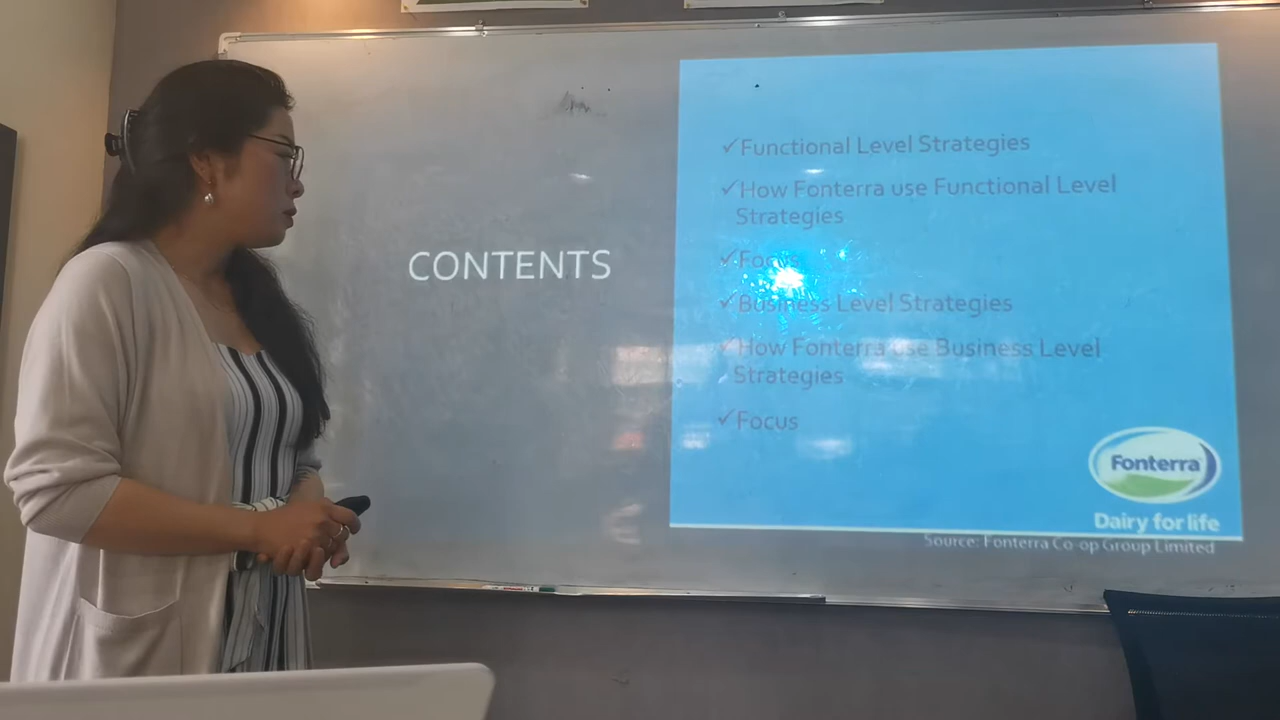 CONTENTS
✓Functional Level Strategies
✓How Fonterra use Functional Level
Strategies
✓Focus
✓Business Level Strategies
✓How Fonterra use Business Level
Strategies
✓Focus
Fonterra
Dairy for life
Source: Fonterra Co-op Group Limited